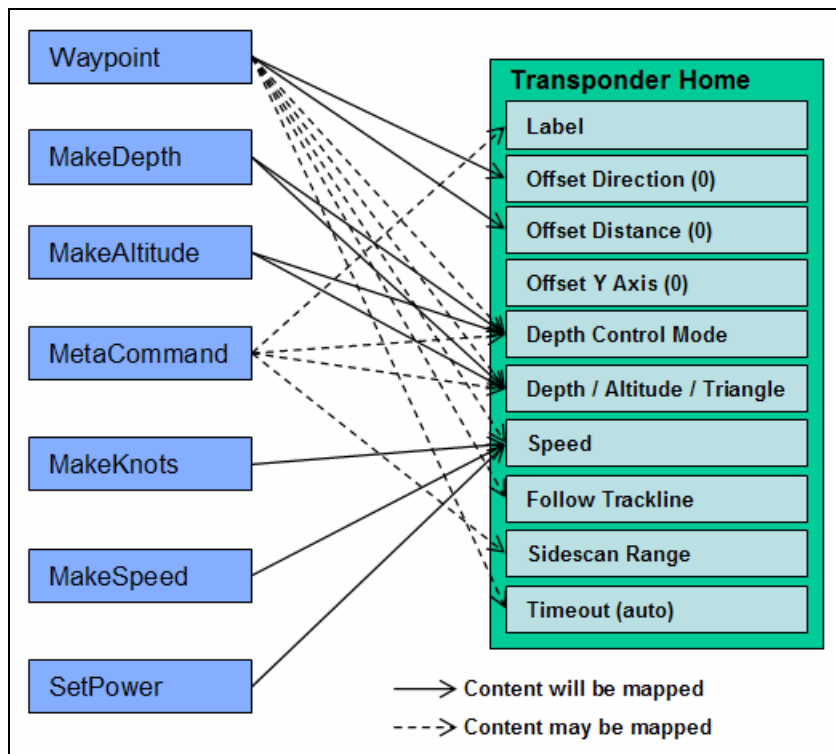 Waypoint
MakeDepth
MakeAltitude
MetaCommand
MakeKnots
MakeSpeed
SetPower
Transponder Home
Label
Offset Direction (0)
Offset Distance (0)
Offset Y Axis (0)
Depth Control Mode
Depth / Altitude / Triangle
Speed
Follow Trackline
Sidescan Range
Timeout (auto)
Content will be mapped
Content may be mapped